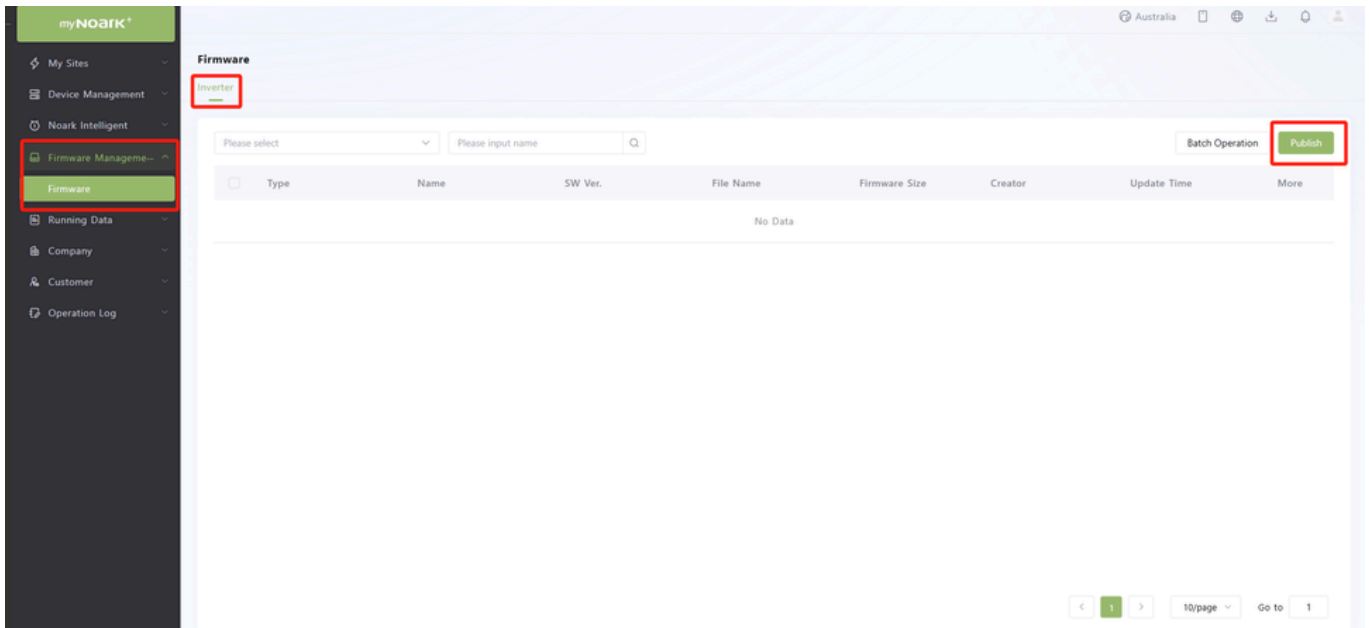 myNOARK+
Australia
My Sites
Device Management
Noark Intelligent
Firmware Manageme...
Firmware
Running Data
Company
Customer
Operation Log
Firmware
Inverter
Please select Please input name Batch Operation Publish
Type Name SW Ver. File Name Firmware Size Creator Update Time More
No Data
1 10/page Go to 1